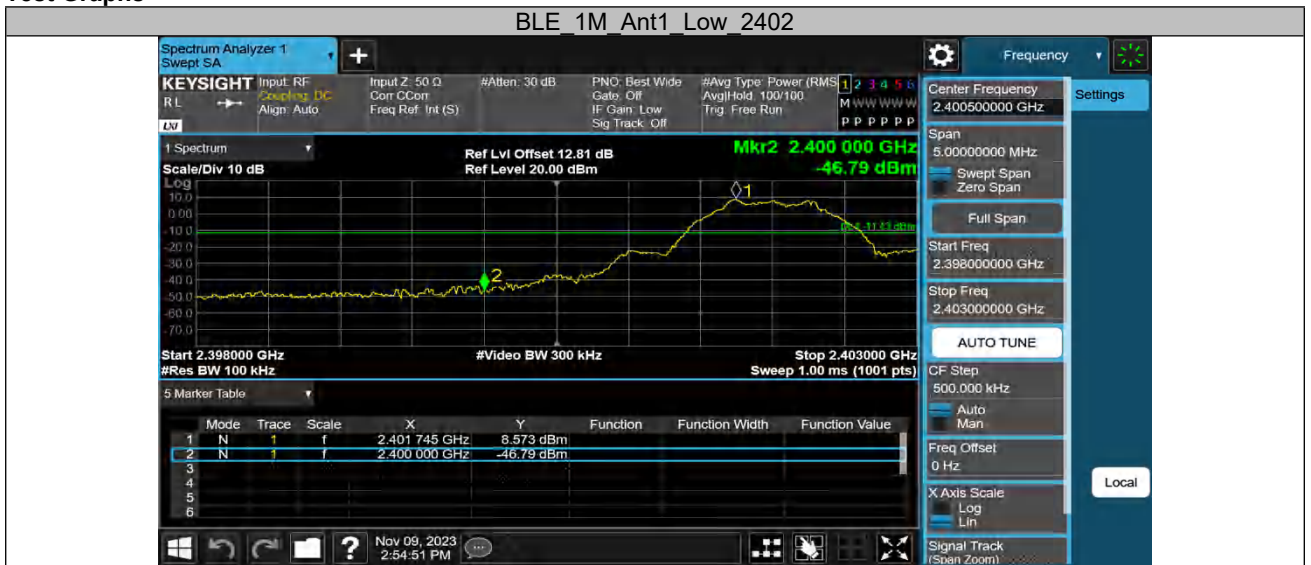 BLE_1M_Ant1_Low_2402
Spectrum Analyzer 1
Swept SA
+
Frequency
KEYSIGHT
RL
LXI
Input: RF
Coupling: DC
Align: Auto
Input Z: 50 Ω
Corr CCorr
Freq Ref: Int (S)
#Atten: 30 dB
PNO: Best Wide
Gate: Off
IF Gain: Low
Sig Track: Off
#Avg Type: Power (RMS
Avg|Hold: 100/100
Trig: Free Run
1 2 3 4 5 6
M W W W W W
P P P P P P
1 Spectrum
Scale/Div 10 dB
Ref Lvl Offset 12.81 dB
Ref Level 20.00 dBm
Mkr2 2.400 000 GHz
-46.79 dBm
Log
10.0
0.00
-10.0
-20.0
-30.0
-40.0
-50.0
-60.0
-70.0
1
2
Start 2.398000 GHz
#Res BW 100 kHz
#Video BW 300 kHz
Stop 2.403000 GHz
Sweep 1.00 ms (1001 pts)
5 Marker Table
Mode Trace Scale X Y Function Function Width Function Value
1 N 1 f 2.401 745 GHz 8.573 dBm
2 N 1 f 2.400 000 GHz -46.79 dBm
3
4
5
6
Nov 09, 2023
2:54:51 PM
Center Frequency
2.400500000 GHz
Span
5.00000000 MHz
Swept Span
Zero Span
Full Span
Start Freq
2.398000000 GHz
Stop Freq
2.403000000 GHz
AUTO TUNE
CF Step
500.000 kHz
Auto
Man
Freq Offset
0 Hz
X Axis Scale
Log
Lin
Signal Track
(Span Zoom)
Settings
Local